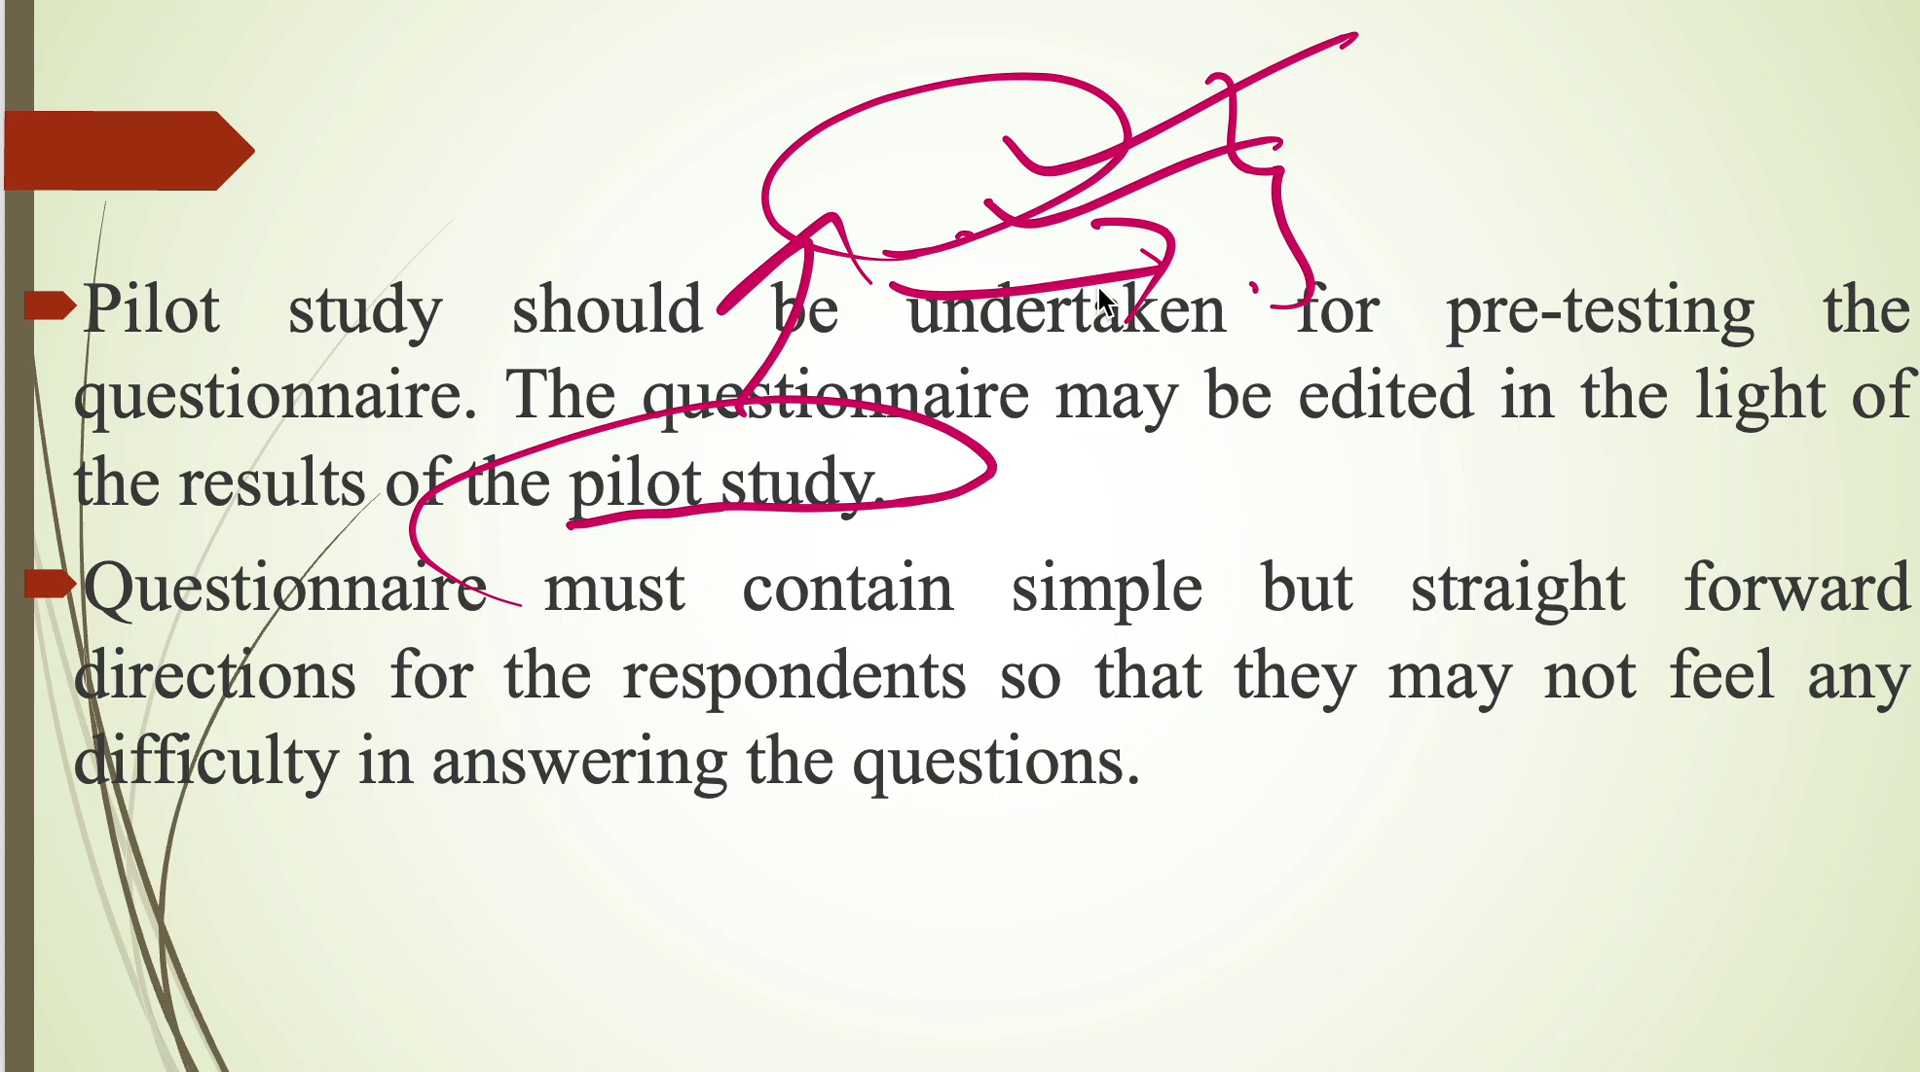 Pilot study should be undertaken for pre-testing the
questionnaire. The questionnaire may be edited in the light of
the results of the pilot study.
Questionnaire must contain simple but straight forward
directions for the respondents so that they may not feel any
difficulty in answering the questions.